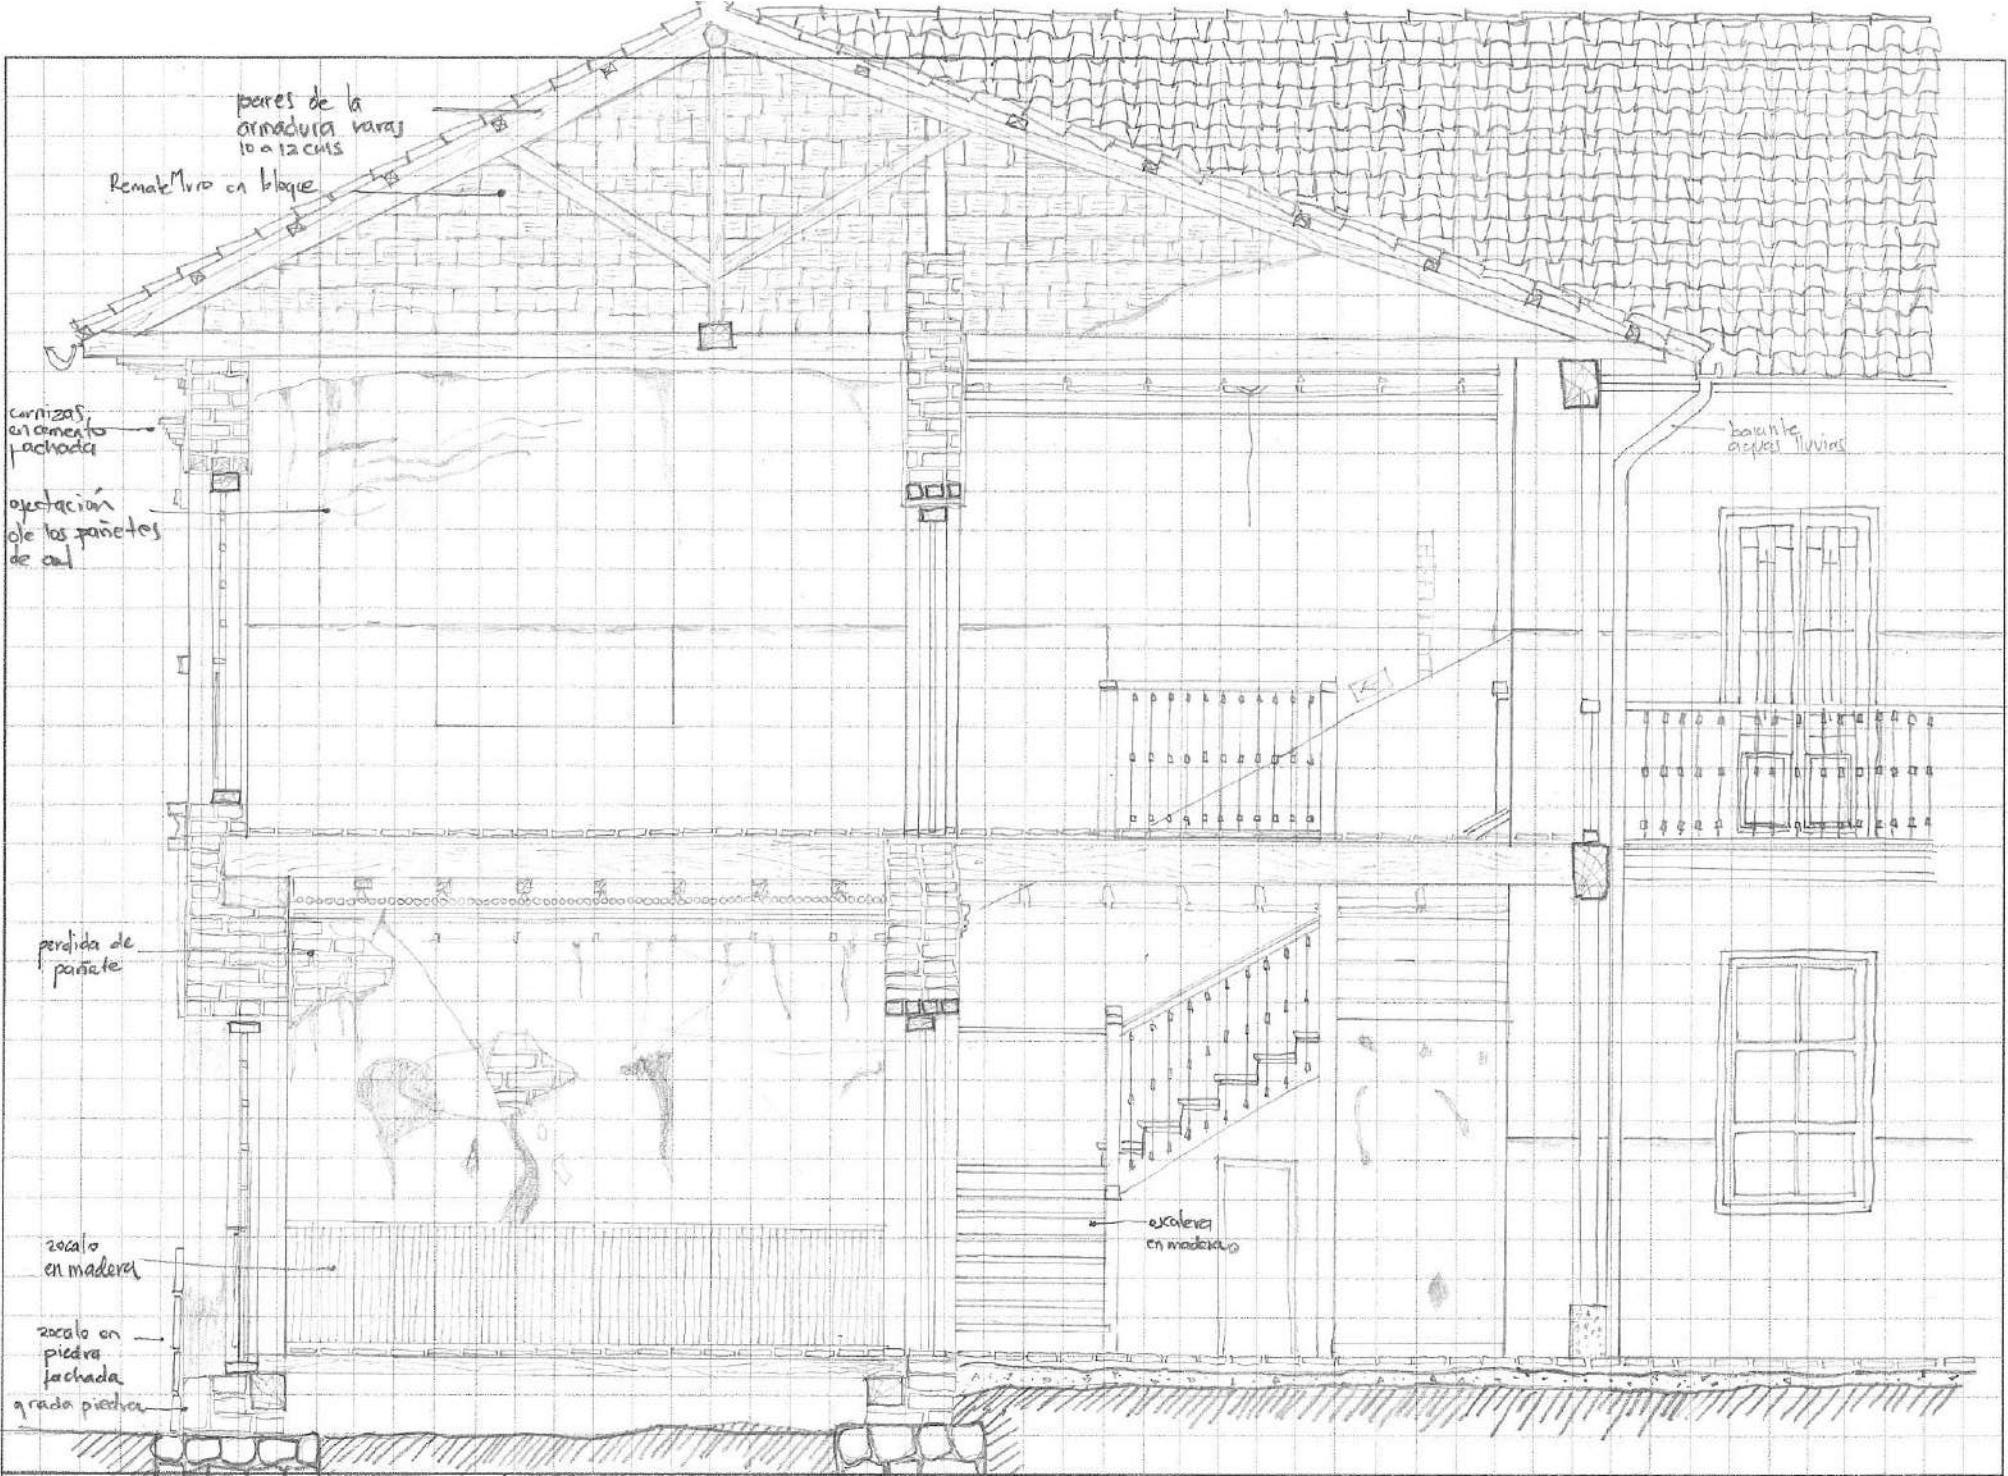 pares de la
armadura varas
10 a 12 cms
Remate Muro en bloque
cornizas
en cemento
fachada
afectación
de los pañetes
de cal
bajante
aguas lluvias
perdida de
pañete
zocalo
en madera
escalera
en madera
zocalo en
piedra
fachada
grada piedra